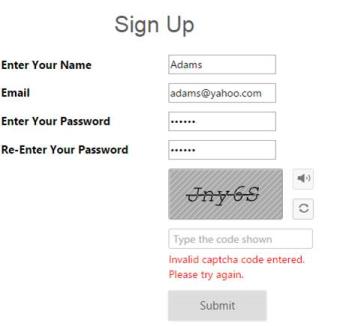 Sign Up
Enter Your Name Adams
Email adams@yahoo.com
Enter Your Password ••••••
Re-Enter Your Password ••••••
Jny6S
Type the code shown
Invalid captcha code entered.
Please try again.
Submit